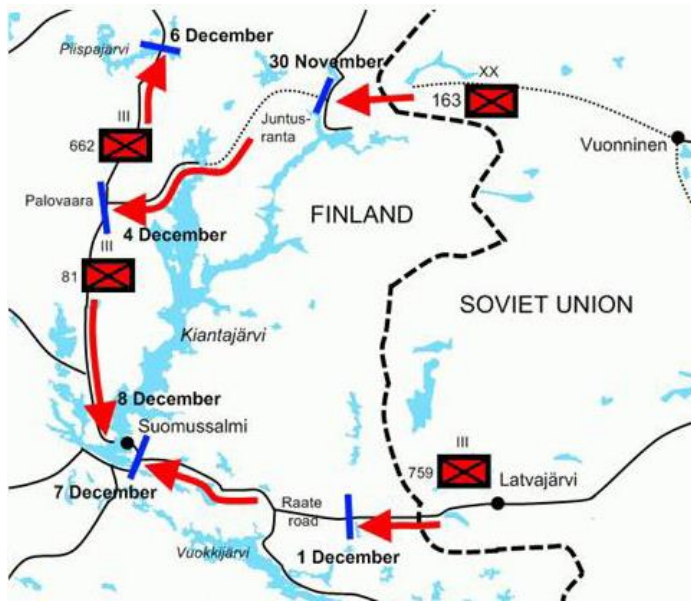 6 December
Piispajärvi
30 November
XX
163
Juntus-
ranta
Vuonninen
III
662
Palovaara
FINLAND
4 December
III
81
SOVIET UNION
Kiantajärvi
8 December
Suomussalmi
III
759
Latvajärvi
7 December
Raate
road
1 December
Vuokkijärvi